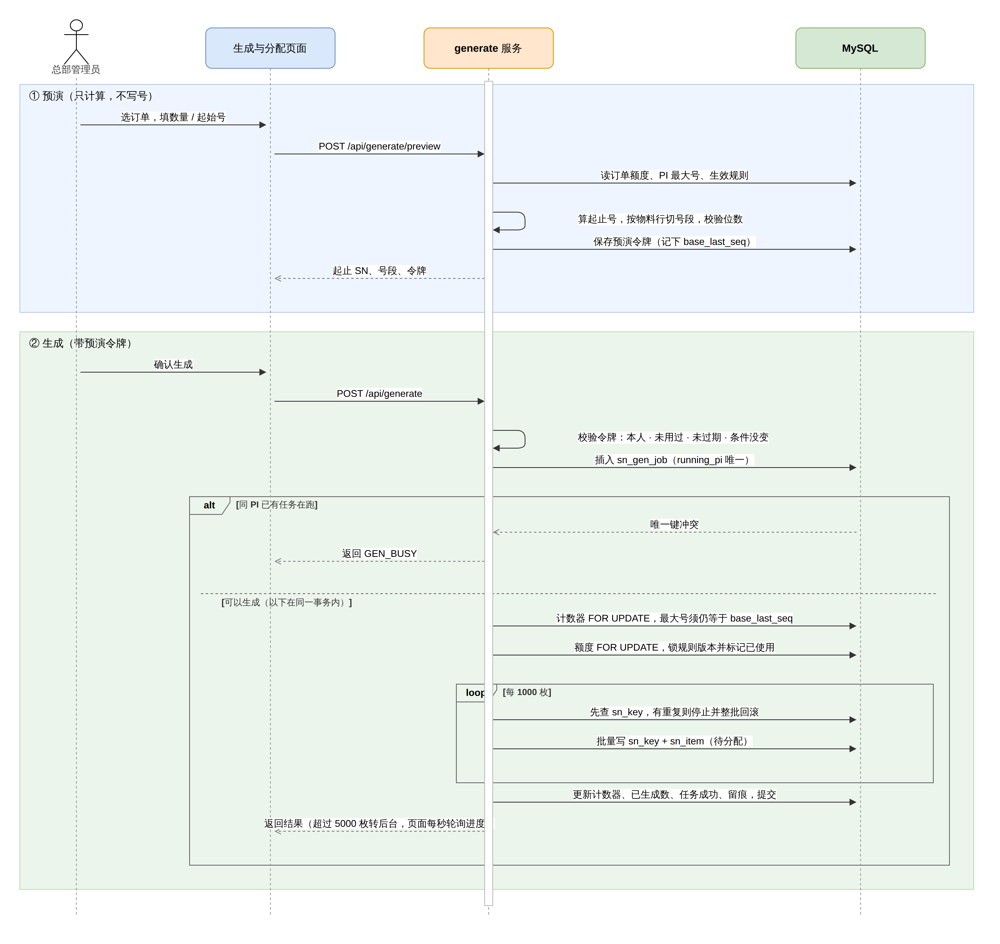 总部管理员
生成与分配页面
generate 服务
MySQL
① 预演（只计算，不写号）
选订单，填数量 / 起始号
POST /api/generate/preview
读订单额度、PI 最大号、生效规则
算起止号，按物料行切号段，校验位数
保存预演令牌（记下 base_last_seq）
起止 SN、号段、令牌
② 生成（带预演令牌）
确认生成
POST /api/generate
校验令牌：本人 · 未用过 · 未过期 · 条件没变
插入 sn_gen_job（running_pi 唯一）
alt
[同 PI 已有任务在跑]
唯一键冲突
返回 GEN_BUSY
[可以生成（以下在同一事务内）]
计数器 FOR UPDATE，最大号须仍等于 base_last_seq
额度 FOR UPDATE，锁规则版本并标记已使用
loop
[每 1000 枚]
先查 sn_key，有重复则停止并整批回滚
批量写 sn_key + sn_item（待分配）
更新计数器、已生成数、任务成功、留痕，提交
返回结果（超过 5000 枚转后台，页面每秒轮询进度